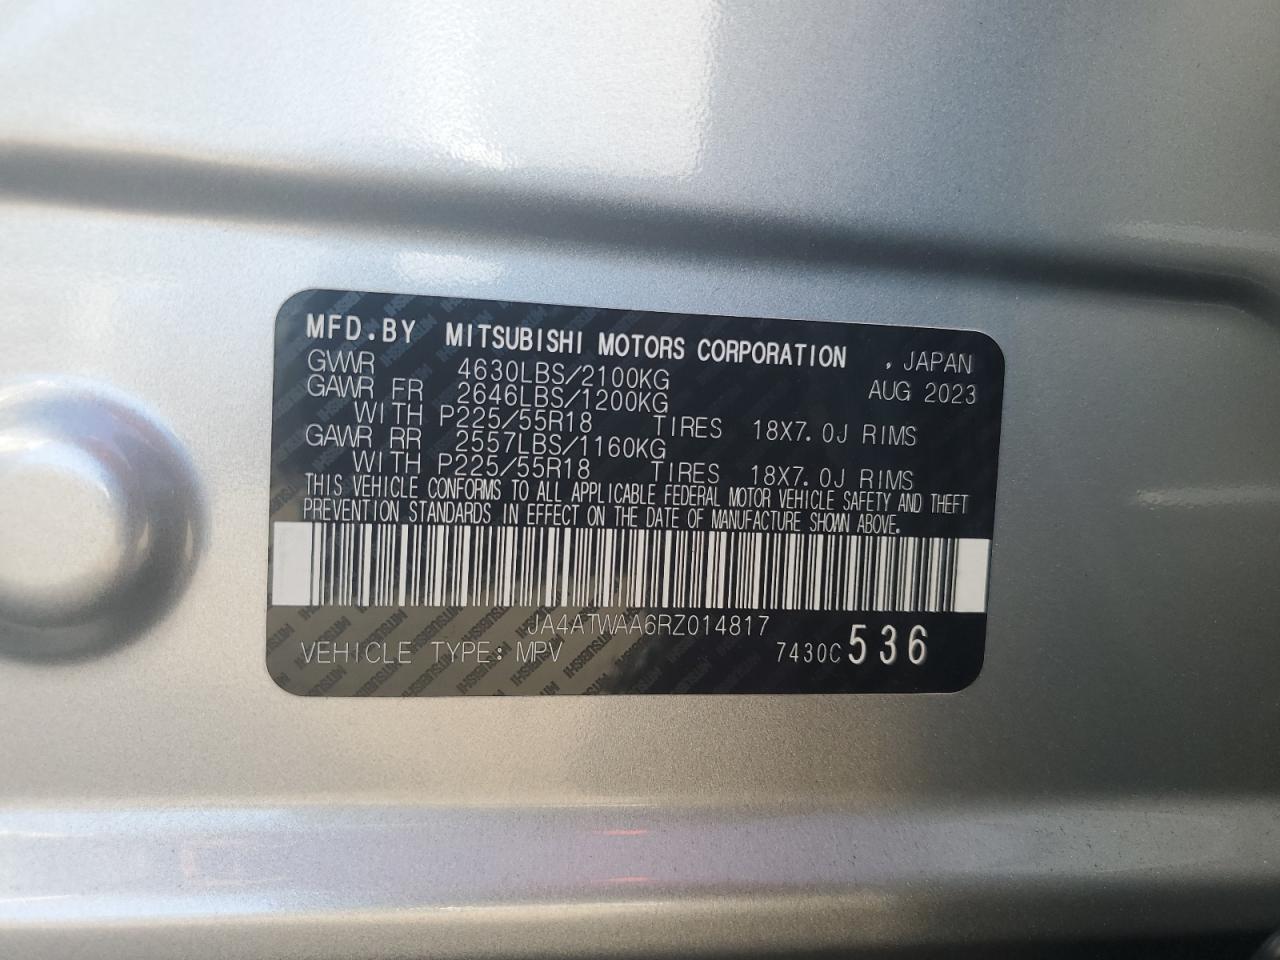 MFD.BY MITSUBISHI MOTORS CORPORATION , JAPAN
GVWR 4630LBS/2100KG AUG 2023
GAWR FR 2646LBS/1200KG
WITH P225/55R18 TIRES 18X7.0J RIMS
GAWR RR 2557LBS/1160KG
WITH P225/55R18 TIRES 18X7.0J RIMS
THIS VEHICLE CONFORMS TO ALL APPLICABLE FEDERAL MOTOR VEHICLE SAFETY AND THEFT
PREVENTION STANDARDS IN EFFECT ON THE DATE OF MANUFACTURE SHOWN ABOVE.
JA4ATWAA6RZ014817
VEHICLE TYPE: MPV 7430C 536